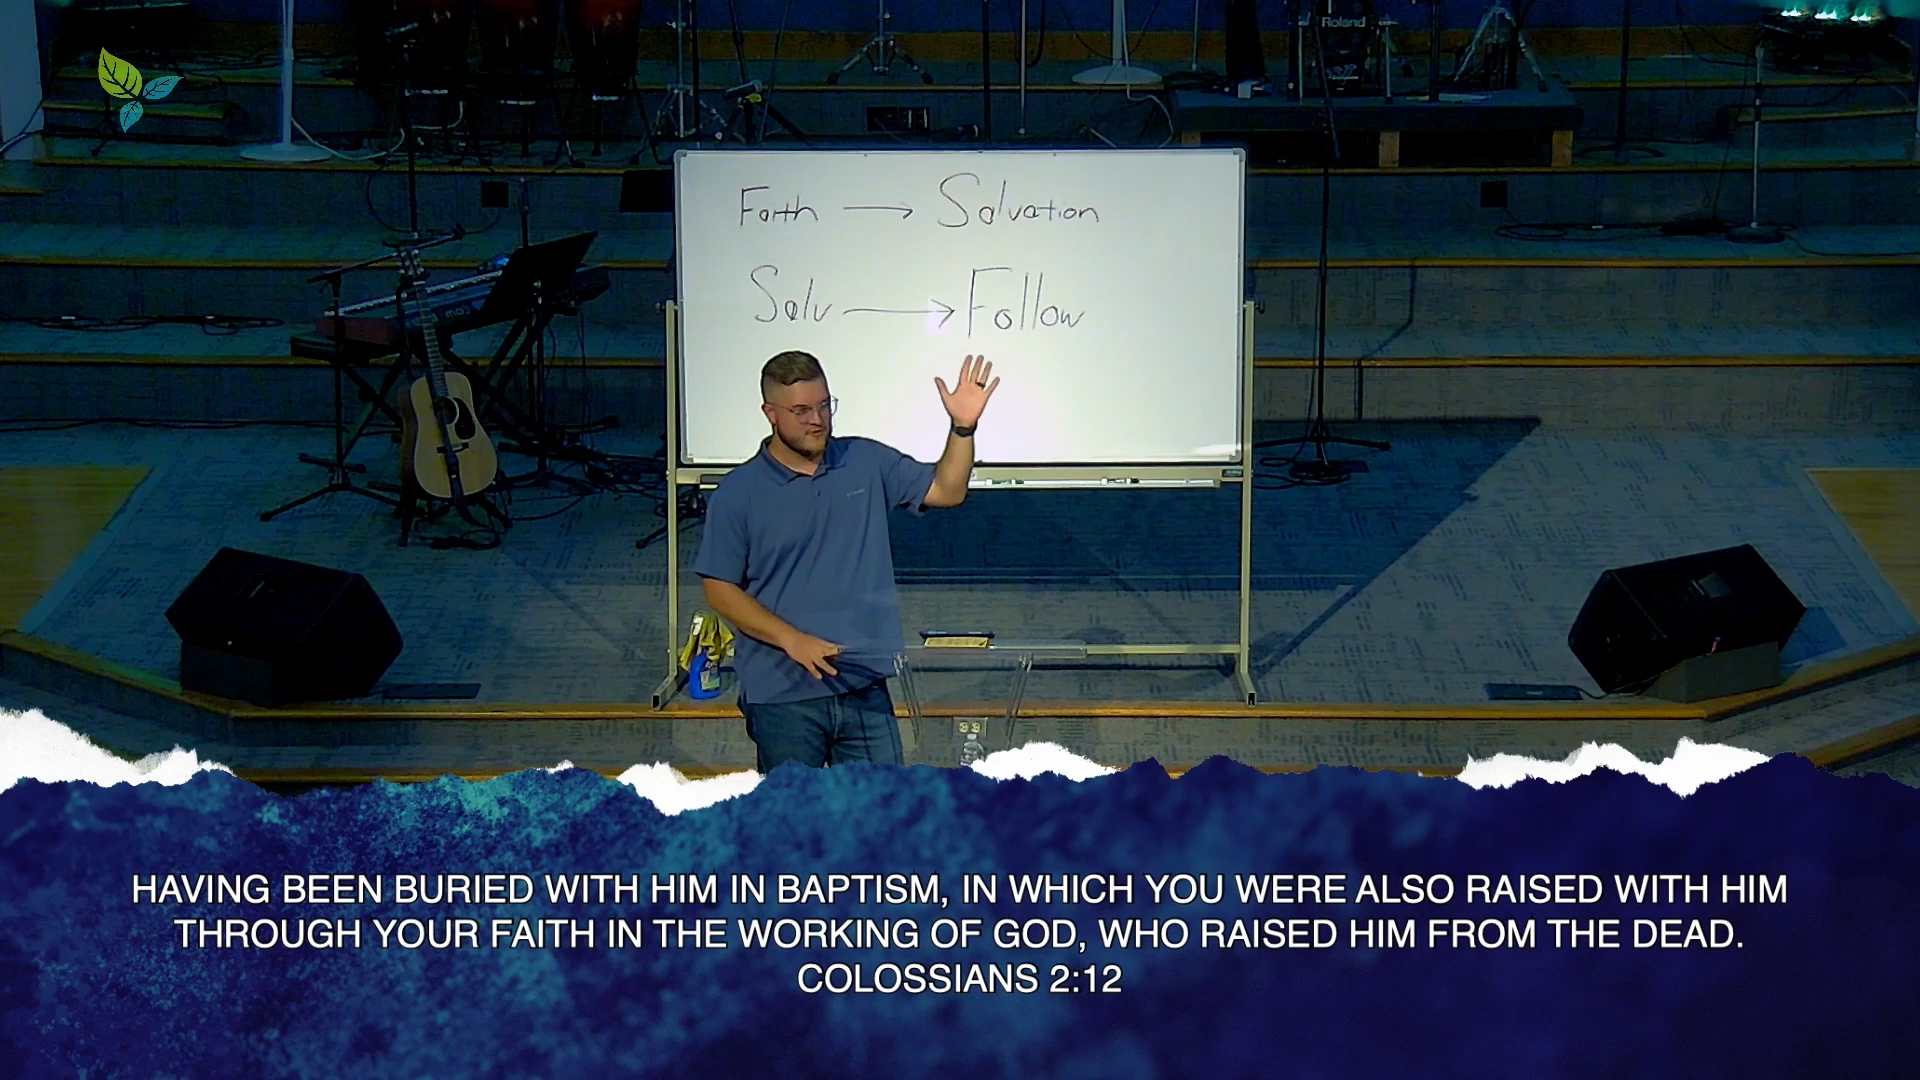 Roland
Faith → Salvation
Salv → Follow
HAVING BEEN BURIED WITH HIM IN BAPTISM, IN WHICH YOU WERE ALSO RAISED WITH HIM
THROUGH YOUR FAITH IN THE WORKING OF GOD, WHO RAISED HIM FROM THE DEAD.
COLOSSIANS 2:12